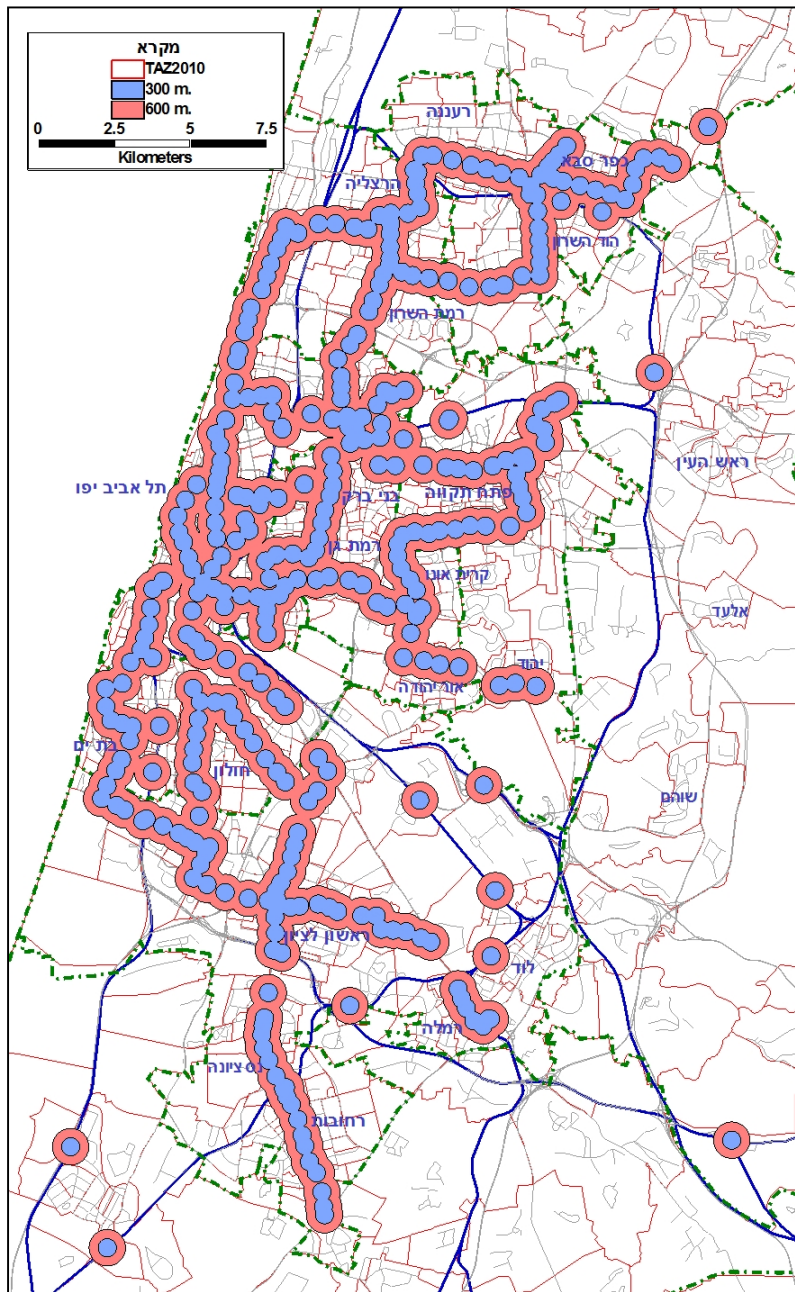 מקרא
TAZ2010
300 m.
600 m.
0 2.5 5 7.5
Kilometers
רעננה
כפר סבא
הרצליה
הוד השרון
רמת השרון
ראש העין
תל אביב יפו
פתח תקווה
בני ברק
רמת גן
קרית אונו
אלעד
יהוד
אור יהודה
בת ים
חולון
שוהם
ראשון לציון
לוד
רמלה
נס ציונה
רחובות